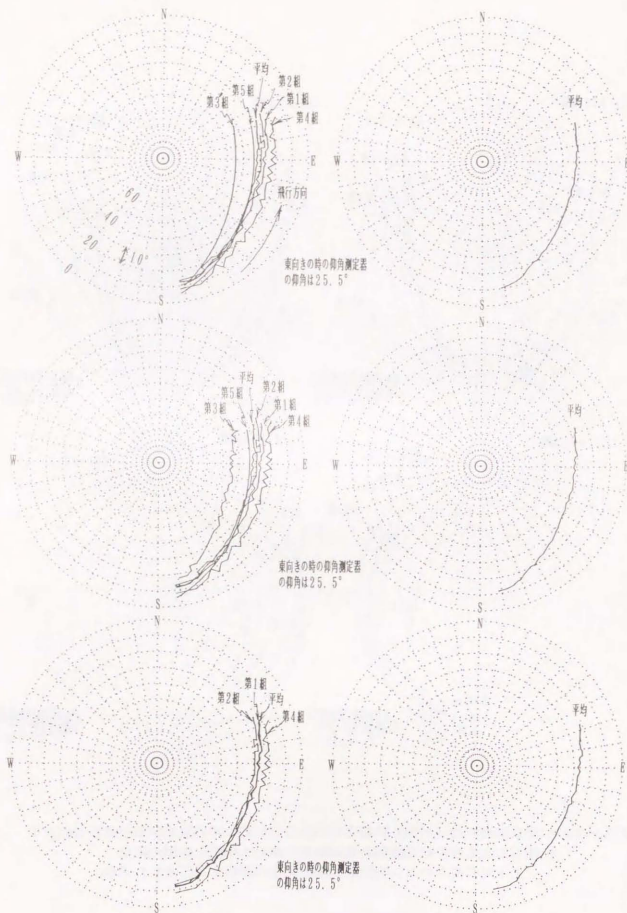 N
平均
第2組
第5組
第1組
第3組
第4組
W
E
飛行方向
60
40
20
10°
0
東向きの時の仰角測定器
の仰角は25.5°
S
N
平均
W
S
N
平均
第2組
第5組
第1組
第3組
第4組
W
E
東向きの時の仰角測定器
の仰角は25.5°
S
N
平均
W
E
S
N
第1組
第2組
平均
第4組
W
E
東向きの時の仰角測定器
の仰角は25.5°
S
N
平均
W
E
S